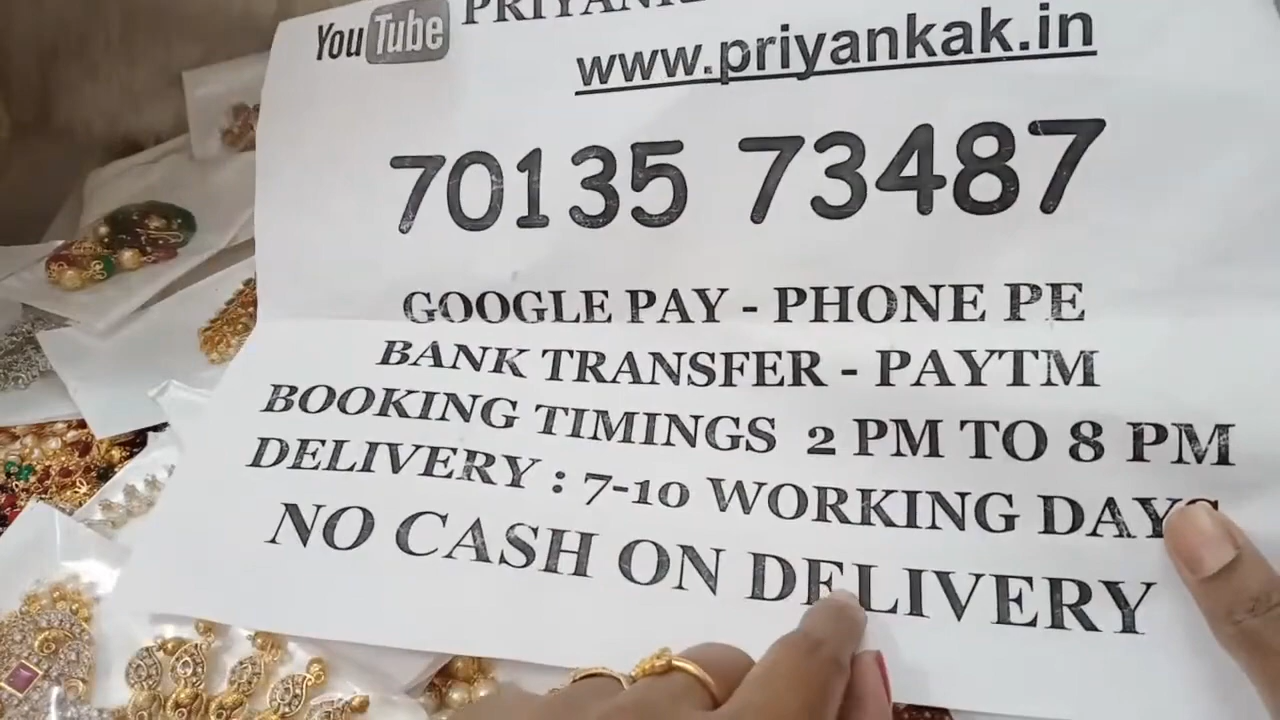 YouTube
www.priyankak.in
70135 73487
GOOGLE PAY - PHONE PE
BANK TRANSFER - PAYTM
BOOKING TIMINGS 2 PM TO 8 PM
DELIVERY : 7-10 WORKING DAYS
NO CASH ON DELIVERY